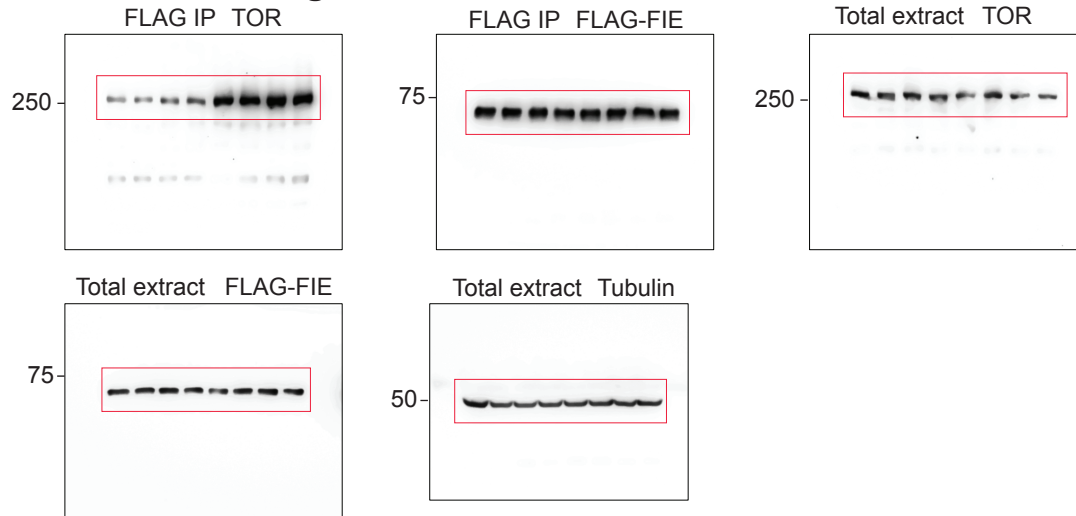 FLAG IP TOR
250
FLAG IP FLAG-FIE
75
Total extract TOR
250
Total extract FLAG-FIE
75
Total extract Tubulin
50